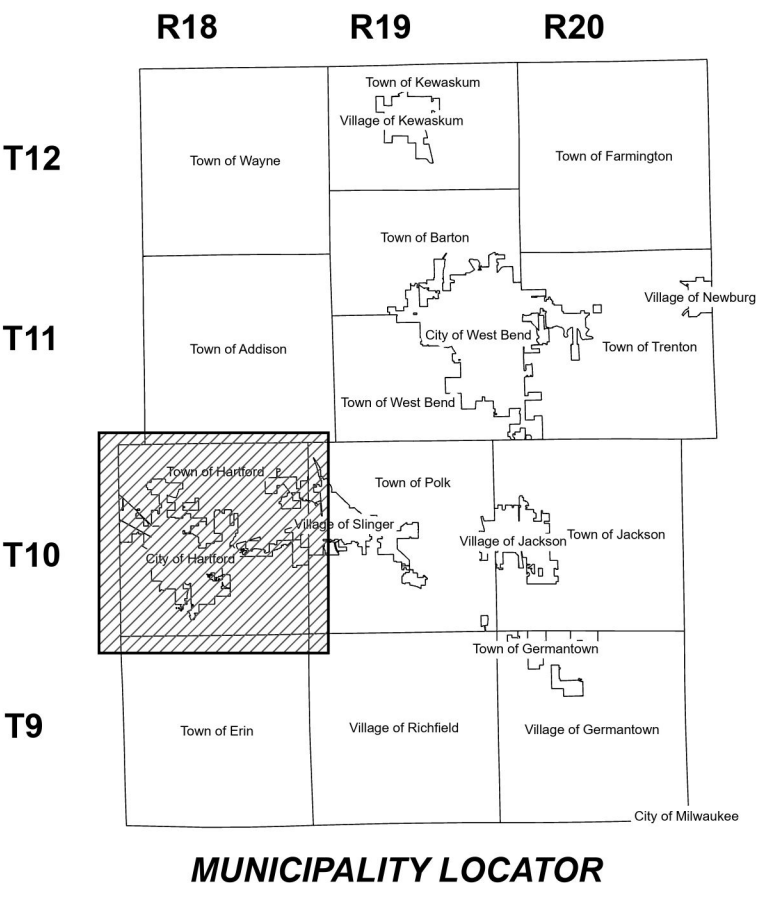 R18 R19 R20
Town of Kewaskum
Village of Kewaskum
T12
Town of Wayne
Town of Farmington
Town of Barton
Village of Newburg
T11
City of West Bend
Town of Addison
Town of Trenton
Town of West Bend
Town of Hartford
Town of Polk
Village of Slinger
Town of Jackson
Village of Jackson
T10
City of Hartford
Town of Germantown
T9
Town of Erin
Village of Richfield
Village of Germantown
City of Milwaukee
MUNICIPALITY LOCATOR